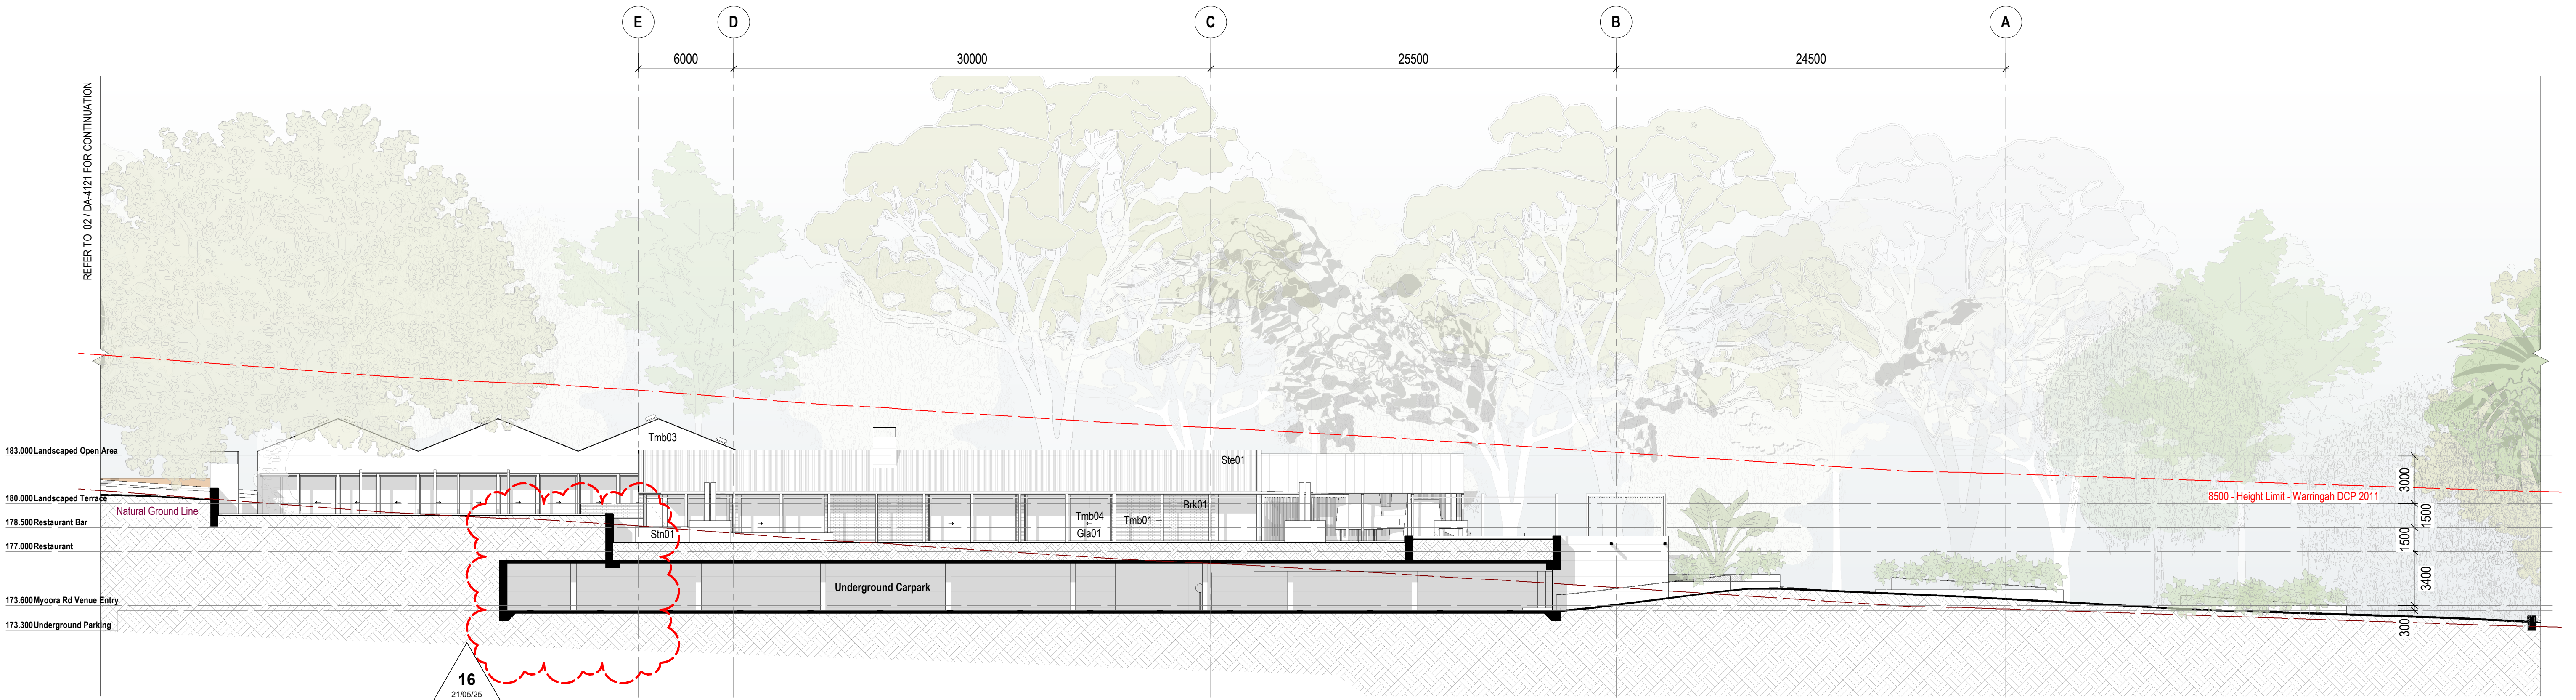 E
D
C
B
A
6000
30000
25500
24500
REFER TO 02 / DA-4121 FOR CONTINUATION
Tmb03
183.000 Landscaped Open Area
Ste01
3000
180.000 Landscaped Terrace
8500 - Height Limit - Warringah DCP 2011
Natural Ground Line
Brk01
1500
Tmb04
Tmb01
178.500 Restaurant Bar
Stn01
Gla01
1500
177.000 Restaurant
3400
Underground Carpark
173.600 Myoora Rd Venue Entry
173.300 Underground Parking
300
16
21/05/25